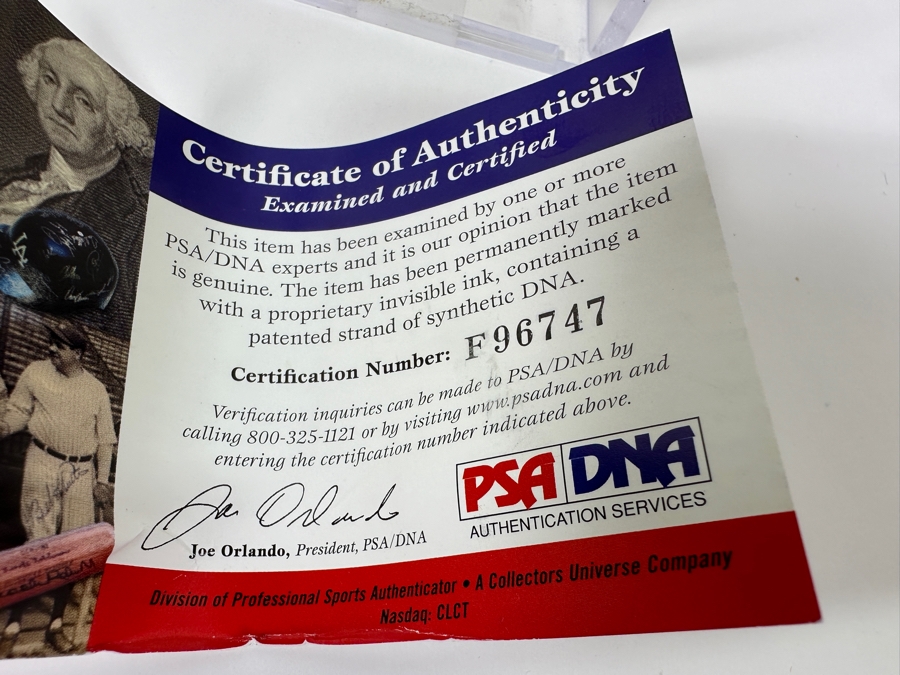 Certificate of Authenticity
Examined and Certified
This item has been examined by one or more
PSA/DNA experts and it is our opinion that the item
is genuine. The item has been permanently marked
with a proprietary invisible ink, containing a
patented strand of synthetic DNA.
Certification Number: F96747
Verification inquiries can be made to PSA/DNA by
calling 800-325-1121 or by visiting www.psadna.com and
entering the certification number indicated above.
Joe Orlando
Joe Orlando, President, PSA/DNA
PSA DNA
AUTHENTICATION SERVICES
Division of Professional Sports Authenticator • A Collectors Universe Company
Nasdaq: CLCT